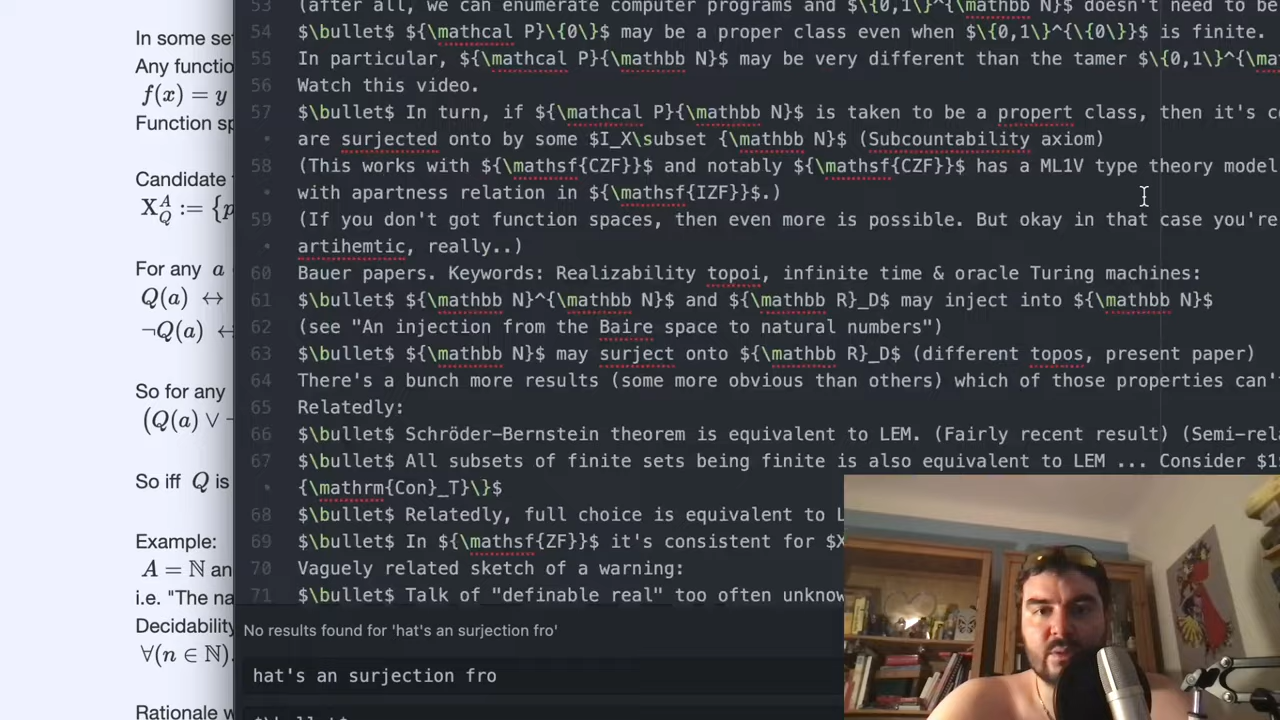 In some se
Any functio
f(x) = y
Function sp
Candidate
X_Q^A := {p
For any a
Q(a) ↔
¬Q(a) ↔
So for any
(Q(a) ∨ ¬
So iff Q is
Example:
A = ℕ an
i.e. "The na
Decidability
∀(n ∈ ℕ).
Rationale w
53 (after all, we can enumerate computer programs and $\{0,1\}^{\mathbb N}$ doesn't need to be
54 $\bullet$ ${\mathcal P}\{0\}$ may be a proper class even when $\{0,1\}^{\{0\}}$ is finite.
55 In particular, ${\mathcal P}{\mathbb N}$ may be very different than the tamer $\{0,1\}^{\ma
56 Watch this video.
57 $\bullet$ In turn, if ${\mathcal P}{\mathbb N}$ is taken to be a propert class, then it's c
• are surjected onto by some $I_X\subset {\mathbb N}$ (Subcountability axiom)
58 (This works with ${\mathsf{CZF}}$ and notably ${\mathsf{CZF}}$ has a ML1V type theory model
• with apartness relation in ${\mathsf{IZF}}$.)
59 (If you don't got function spaces, then even more is possible. But okay in that case you're
• artihemtic, really..)
60 Bauer papers. Keywords: Realizability topoi, infinite time & oracle Turing machines:
61 $\bullet$ ${\mathbb N}^{\mathbb N}$ and ${\mathbb R}_D$ may inject into ${\mathbb N}$
62 (see "An injection from the Baire space to natural numbers")
63 $\bullet$ ${\mathbb N}$ may surject onto ${\mathbb R}_D$ (different topos, present paper)
64 There's a bunch more results (some more obvious than others) which of those properties can'
65 Relatedly:
66 $\bullet$ Schröder–Bernstein theorem is equivalent to LEM. (Fairly recent result) (Semi-rel
67 $\bullet$ All subsets of finite sets being finite is also equivalent to LEM ... Consider $1
• {\mathrm{Con}_T}\}$
68 $\bullet$ Relatedly, full choice is equivalent to L
69 $\bullet$ In ${\mathsf{ZF}}$ it's consistent for $X
70 Vaguely related sketch of a warning:
71 $\bullet$ Talk of "definable real" too often unknow
No results found for 'hat's an surjection fro'
hat's an surjection fro